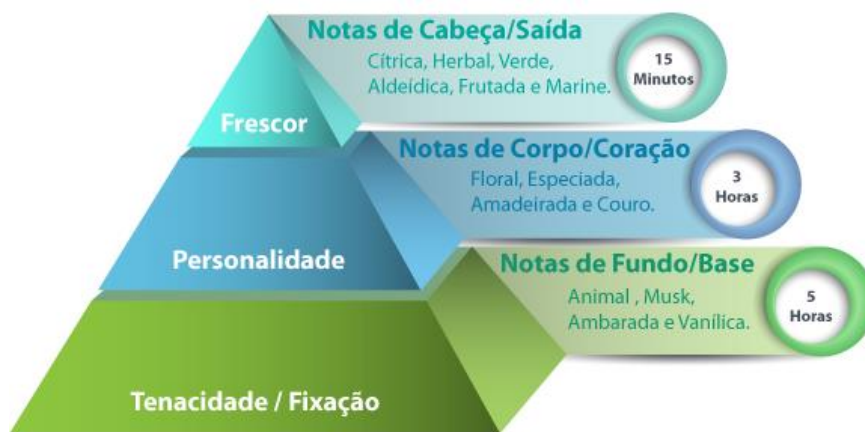 Notas de Cabeça/Saída
Cítrica, Herbal, Verde,
Aldeídica, Frutada e Marine.
15
Minutos
Frescor
Notas de Corpo/Coração
Floral, Especiada,
Amadeirada e Couro.
3
Horas
Personalidade
Notas de Fundo/Base
Animal , Musk,
Ambarada e Vanílica.
5
Horas
Tenacidade / Fixação